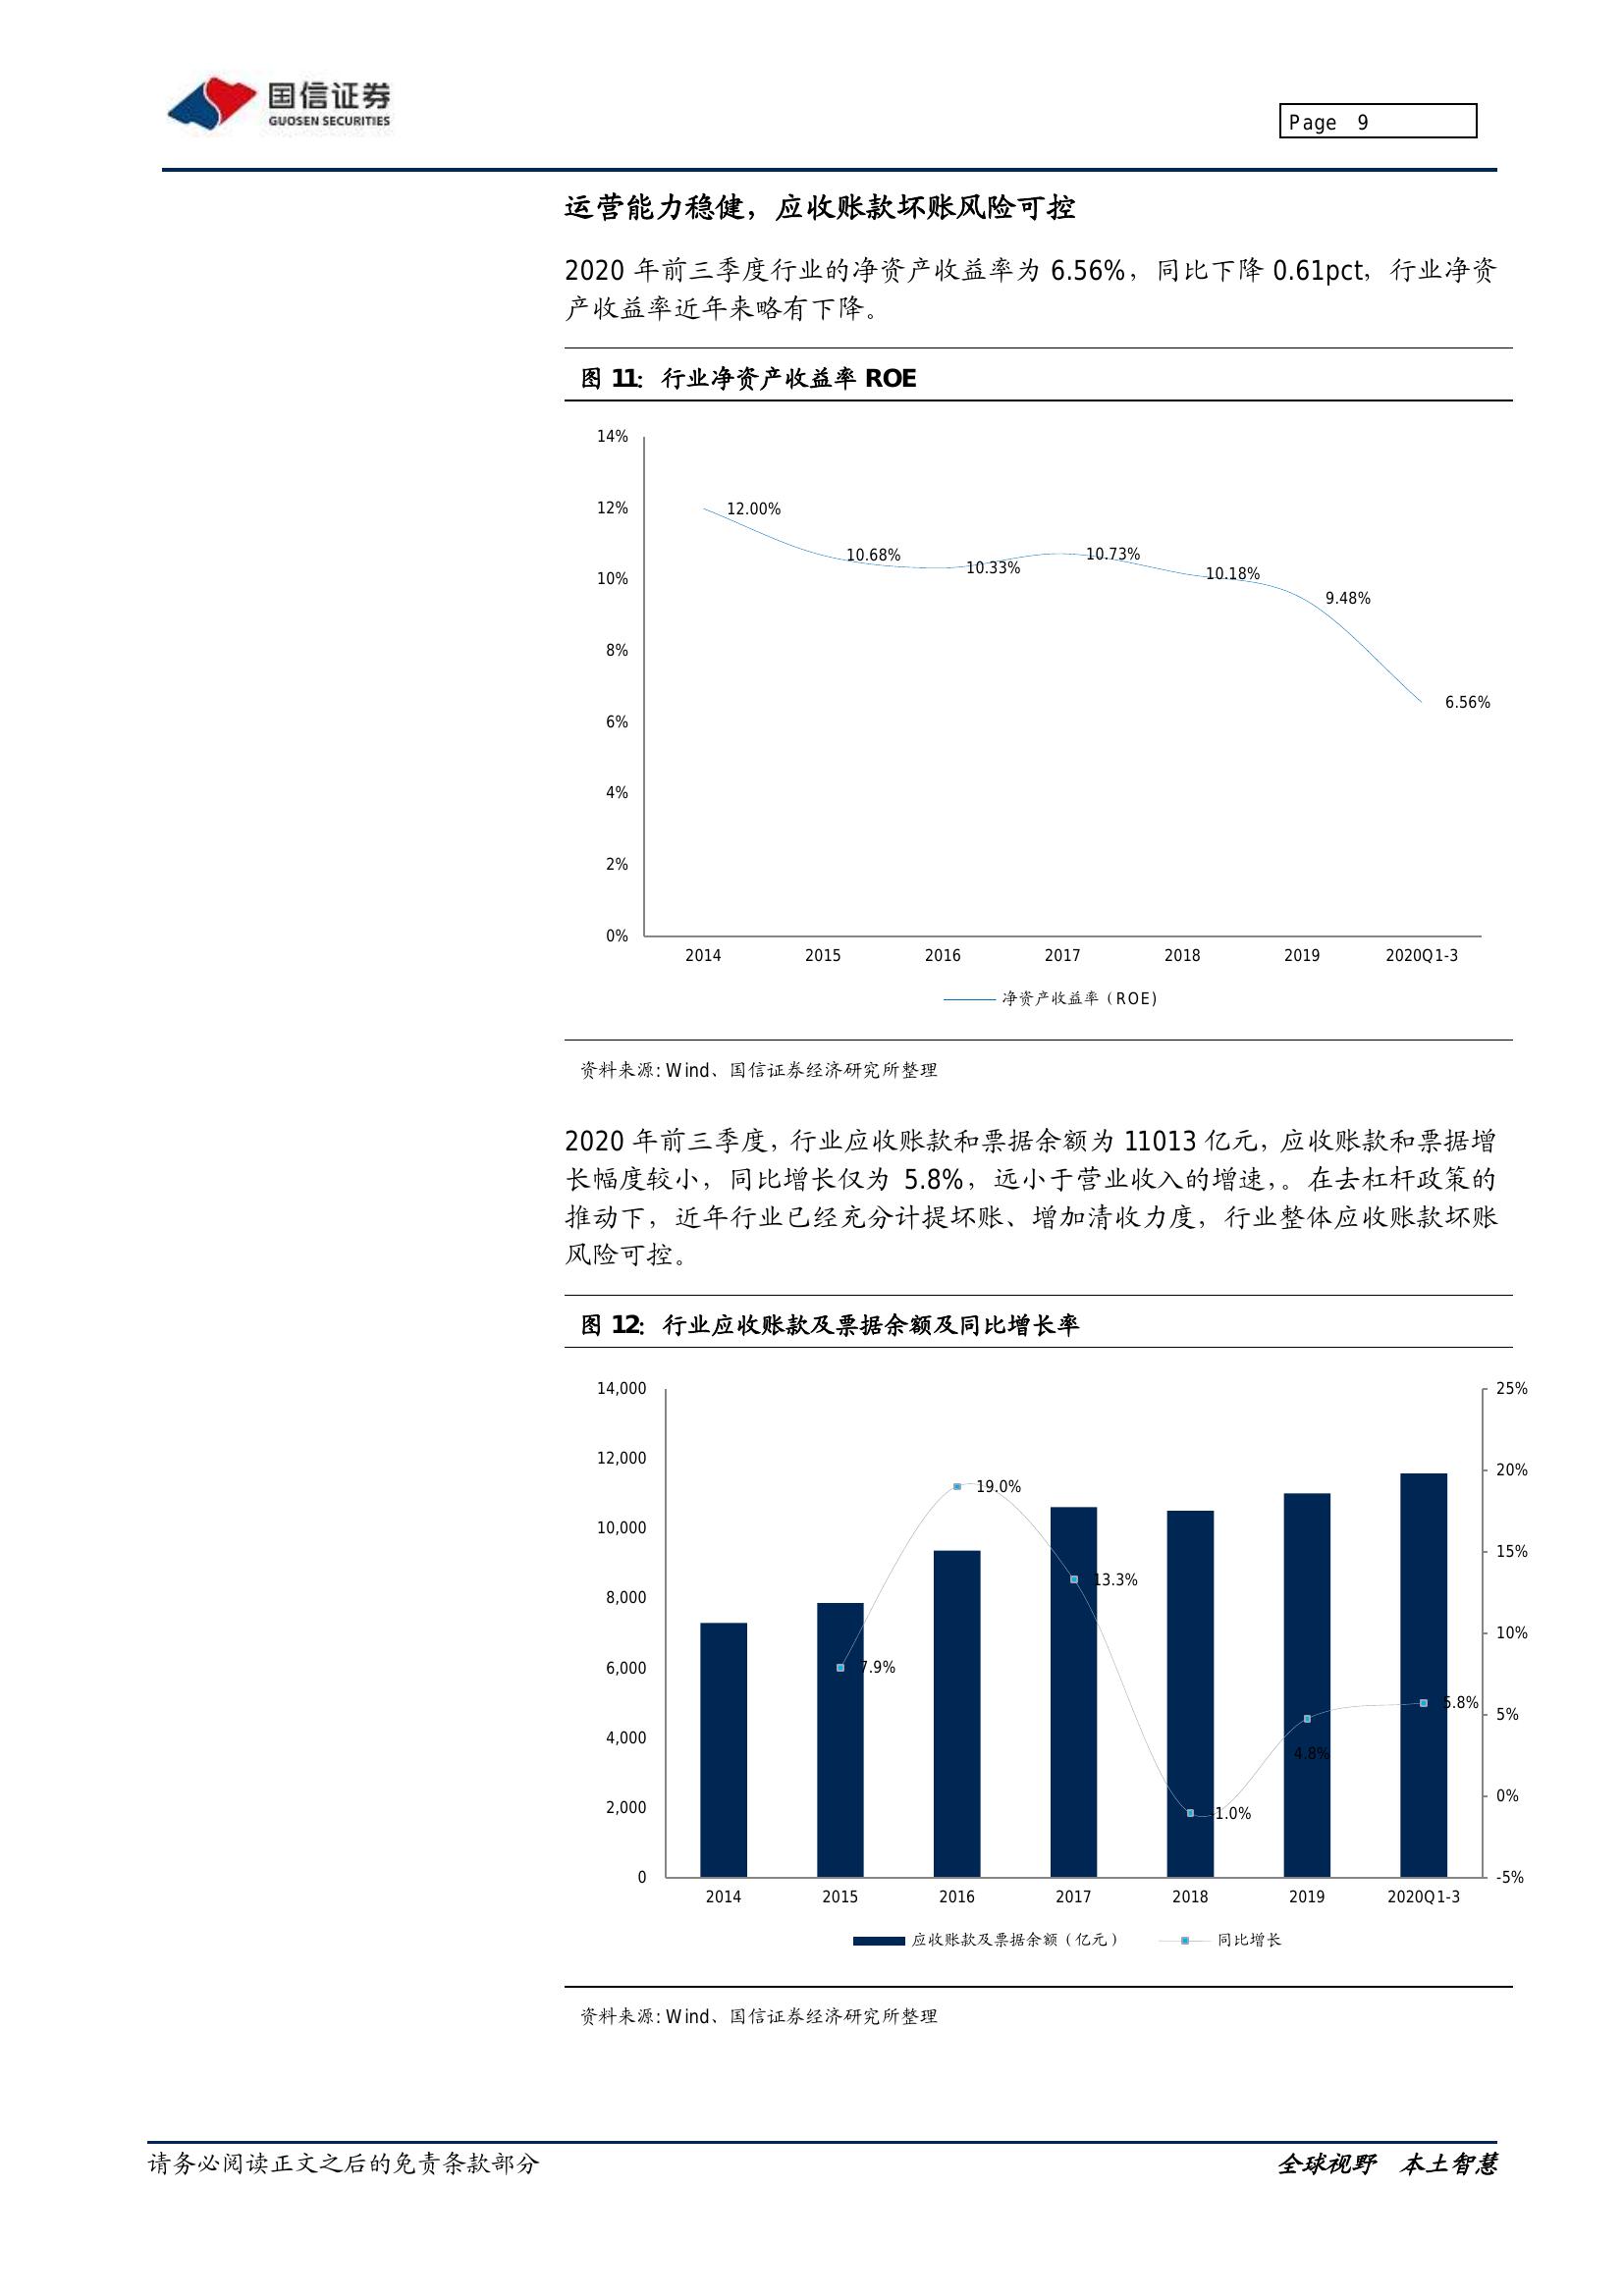 国信证券
GUOSEN SECURITIES
Page 9
运营能力稳健，应收账款坏账风险可控
2020 年前三季度行业的净资产收益率为 6.56%，同比下降 0.61pct，行业净资
产收益率近年来略有下降。
图 11：行业净资产收益率 ROE
14%
12%
10%
8%
6%
4%
2%
0%
12.00%
10.68%
10.33%
10.73%
10.18%
9.48%
6.56%
2014 2015 2016 2017 2018 2019 2020Q1-3
净资产收益率（ROE）
资料来源: Wind、国信证券经济研究所整理
2020 年前三季度，行业应收账款和票据余额为 11013 亿元，应收账款和票据增
长幅度较小，同比增长仅为 5.8%，远小于营业收入的增速，。在去杠杆政策的
推动下，近年行业已经充分计提坏账、增加清收力度，行业整体应收账款坏账
风险可控。
图 12：行业应收账款及票据余额及同比增长率
14,000
12,000
10,000
8,000
6,000
4,000
2,000
0
7.9%
19.0%
13.3%
1.0%
4.8%
5.8%
25%
20%
15%
10%
5%
0%
-5%
2014 2015 2016 2017 2018 2019 2020Q1-3
应收账款及票据余额（亿元） 同比增长
资料来源: Wind、国信证券经济研究所整理
请务必阅读正文之后的免责条款部分
全球视野 本土智慧